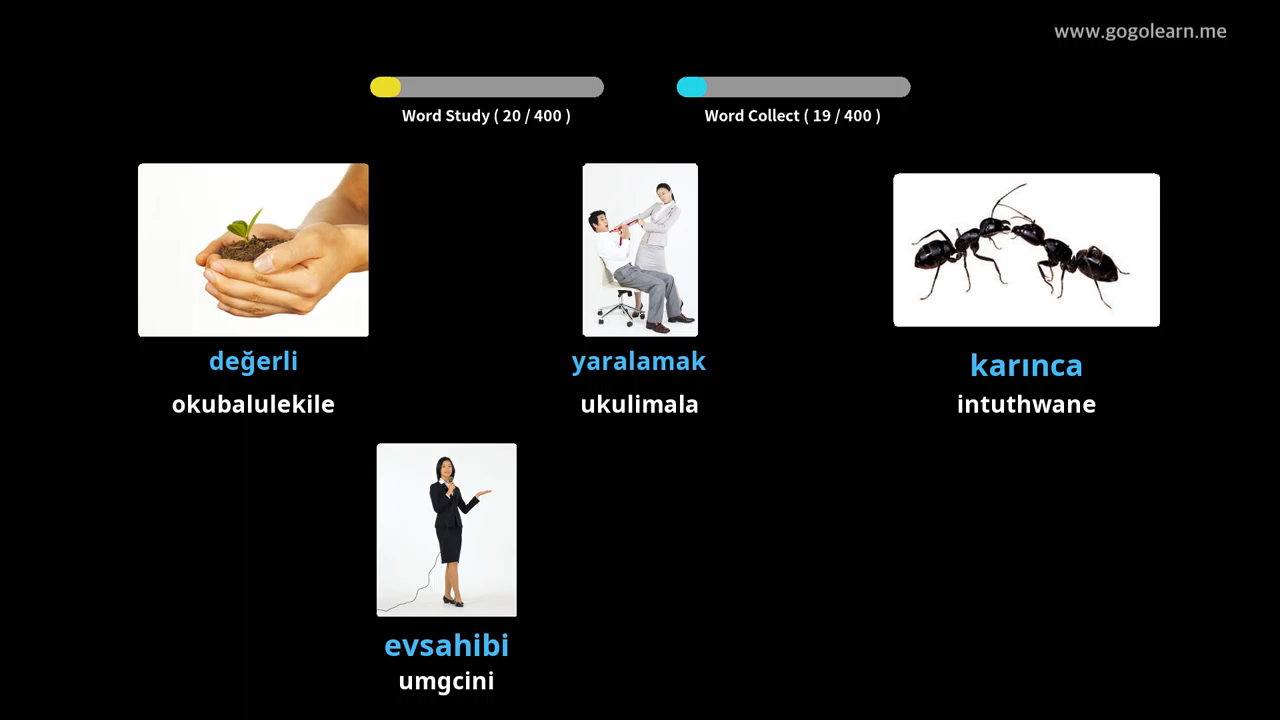 www.gogolearn.me
Word Study ( 20 / 400 )
Word Collect ( 19 / 400 )
değerli
okubalulekile
yaralamak
ukulimala
karınca
intuthwane
evsahibi
umgcini